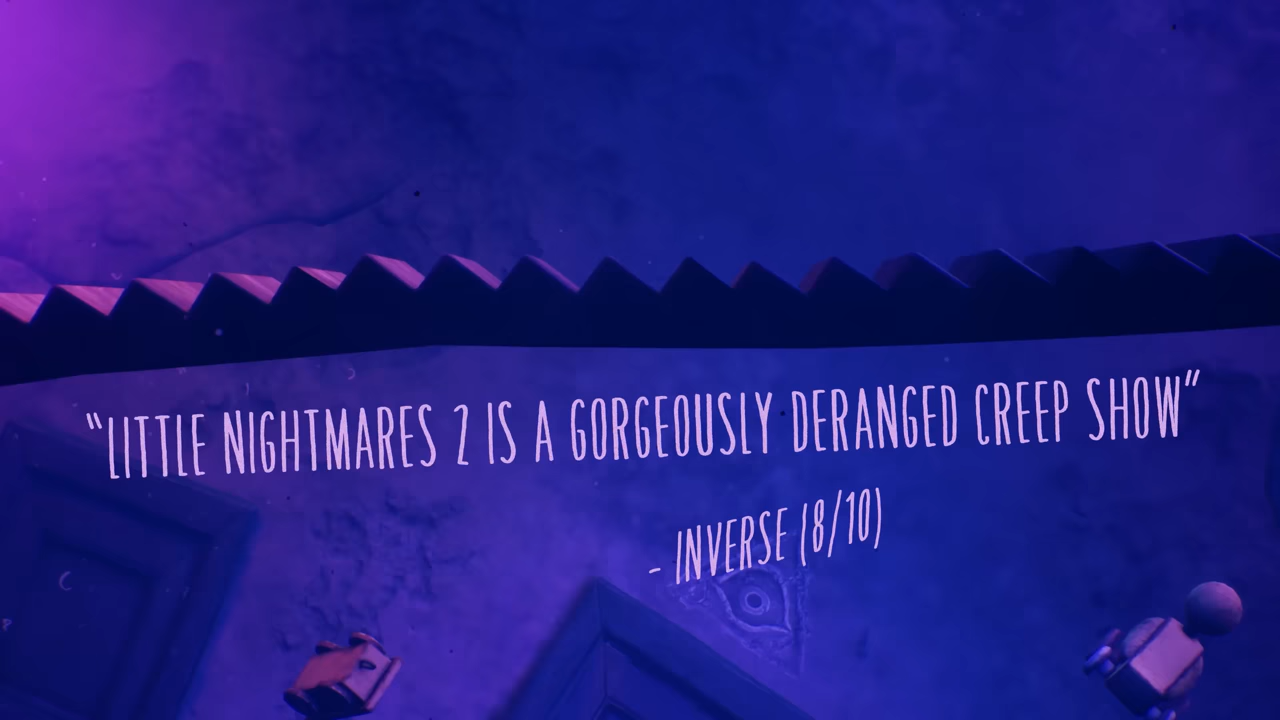 "LITTLE NIGHTMARES 2 IS A GORGEOUSLY DERANGED CREEP SHOW"
- INVERSE (8/10)